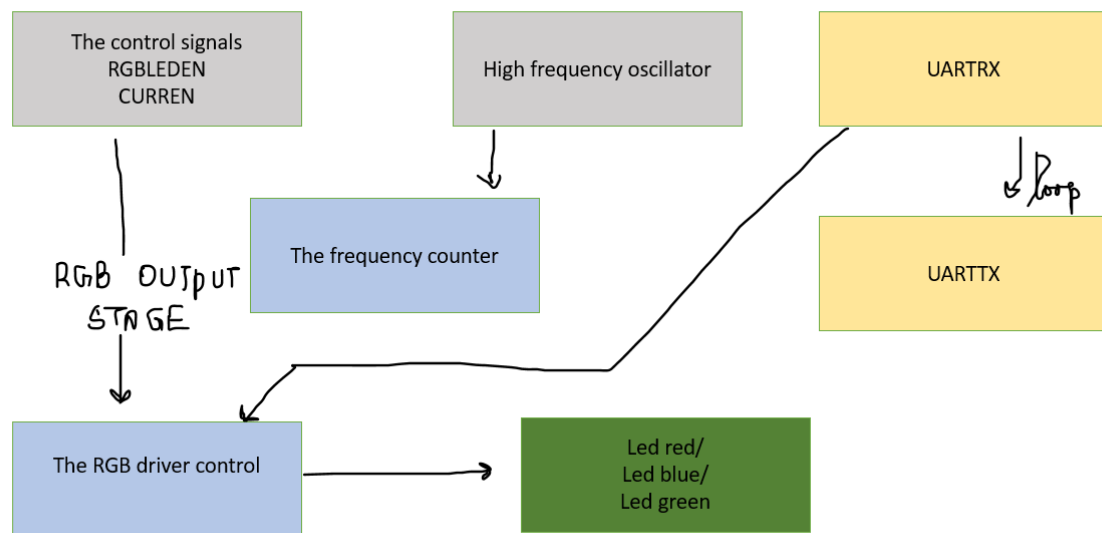 The control signals
RGBLEDEN
CURREN
High frequency oscillator
UARTRX
loop
The frequency counter
UARTTX
RGB OUTPUT
STAGE
The RGB driver control
Led red/
Led blue/
Led green